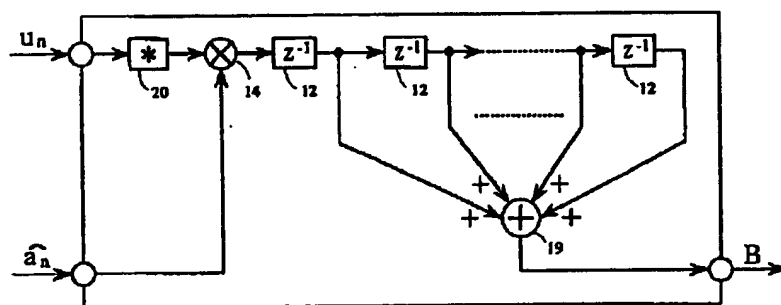 uₙ * 20 14 z⁻¹ 12 z⁻¹ 12 z⁻¹ 12
+ + + +
+ 19
âₙ B